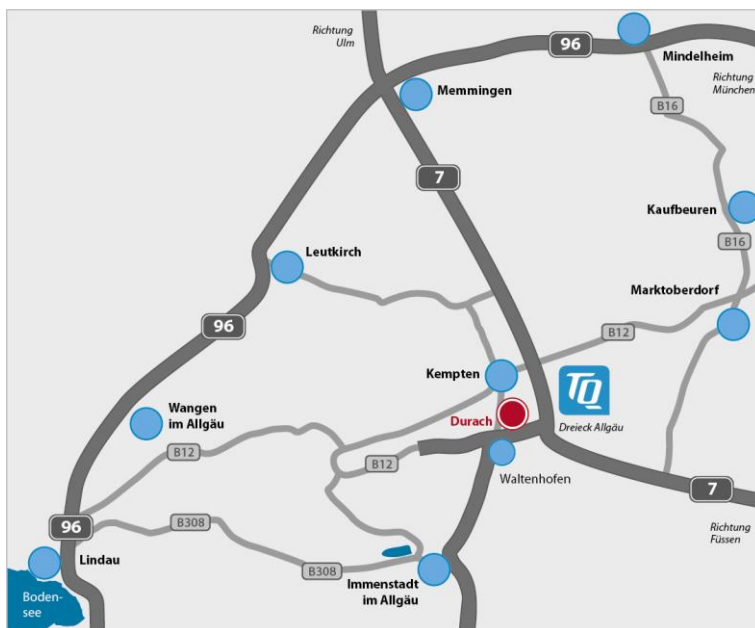 Richtung
Ulm
96
Mindelheim
Memmingen
Richtung
München
B16
7
Kaufbeuren
B16
Leutkirch
Marktoberdorf
96
B12
Kempten
TQ
Wangen
im Allgäu
Durach
Dreieck Allgäu
B12
B12
Waltenhofen
7
96
B308
Richtung
Füssen
Lindau
B308
Immenstadt
im Allgäu
Boden-
see